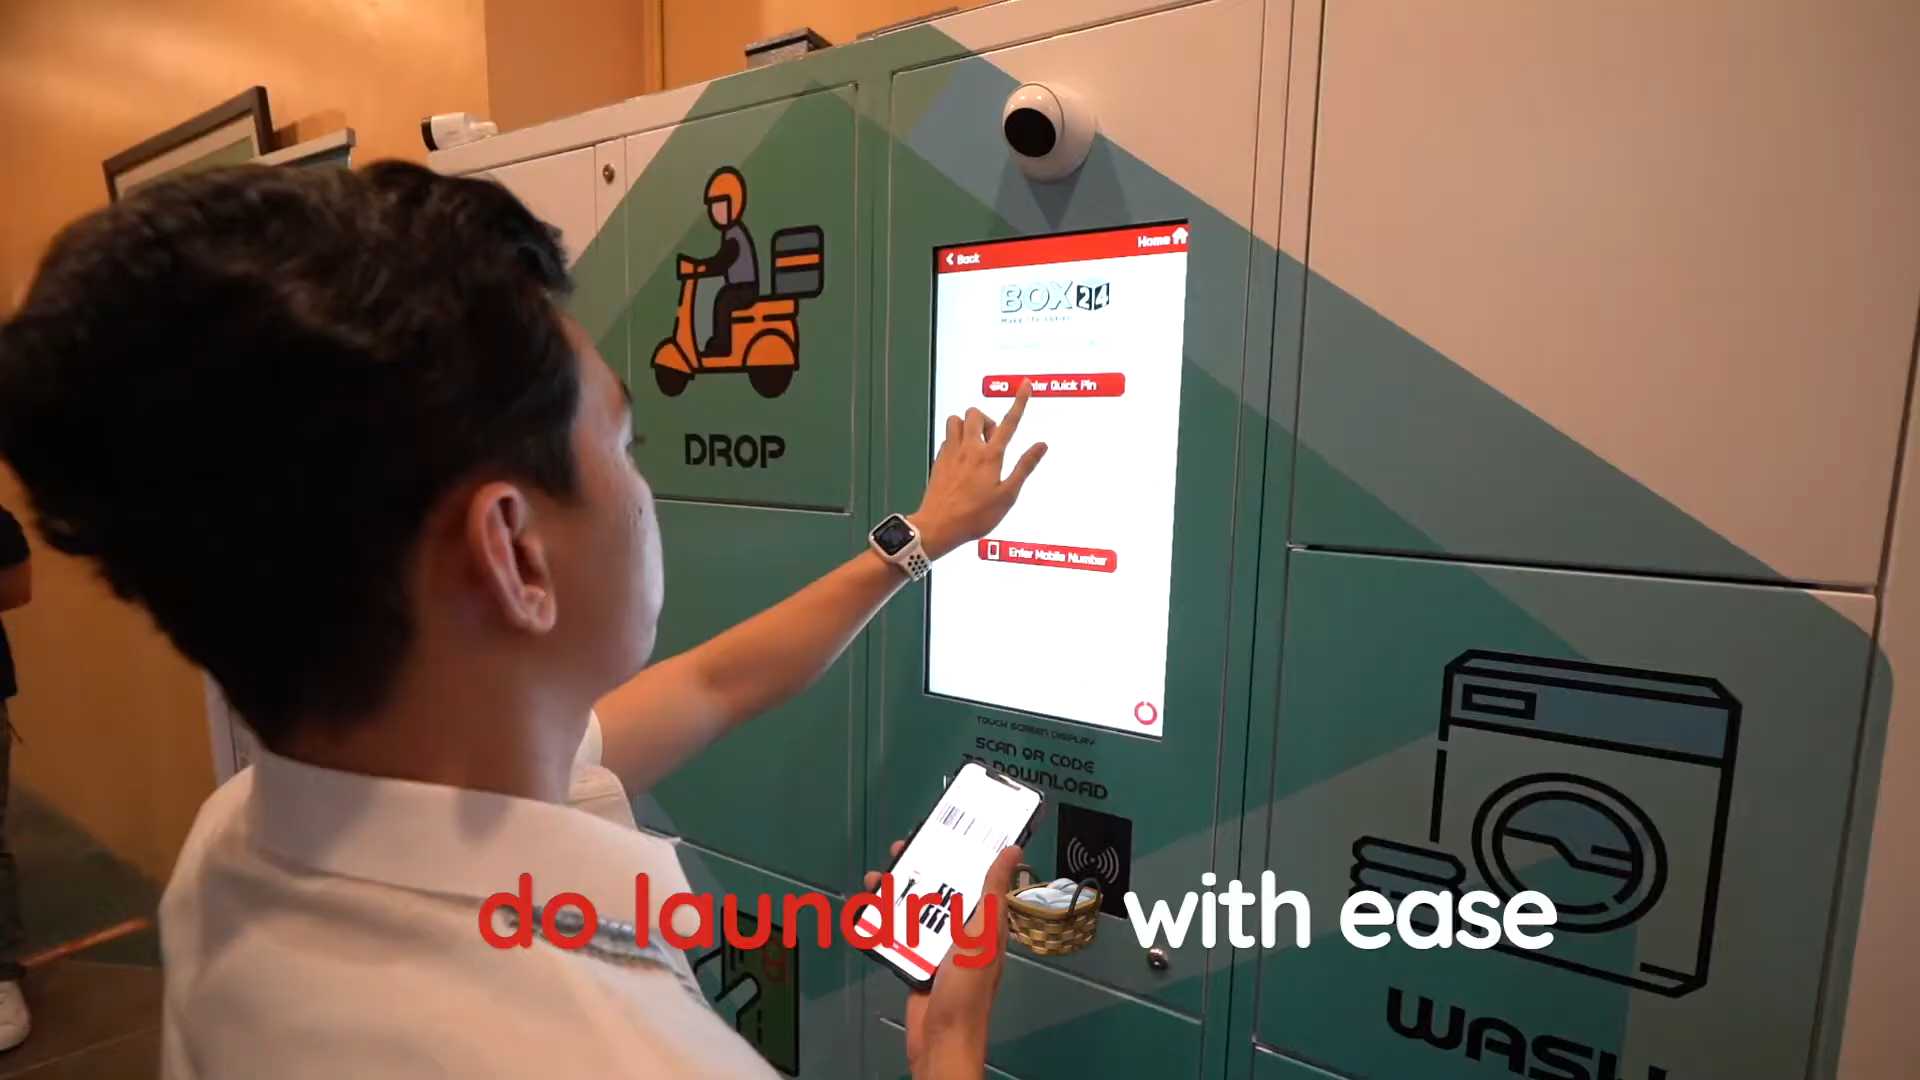 Home
Back
BOX24
Enter Quick Pin
DROP
Enter Mobile Number
TOUCH SCREEN DISPLAY
SCAN QR CODE
TO DOWNLOAD
do laundry with ease
WASH